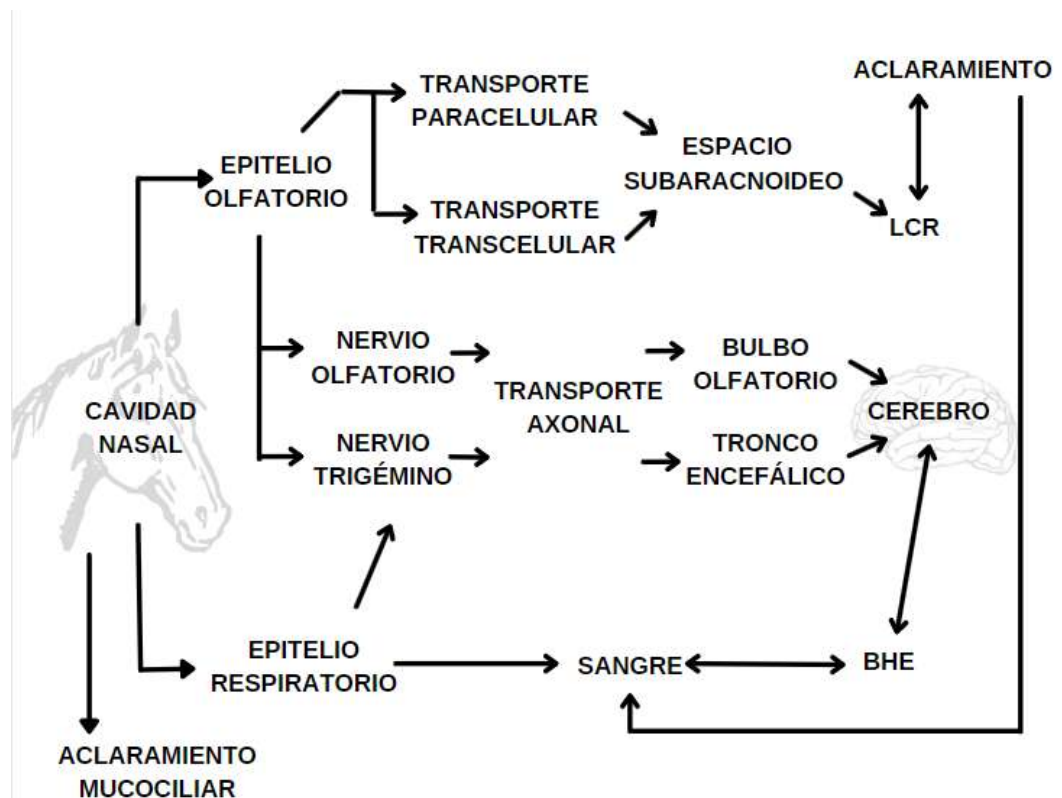 TRANSPORTE
PARACELULAR
ACLARAMIENTO
EPITELIO
OLFATORIO
ESPACIO
SUBARACNOIDEO
TRANSPORTE
TRANSCELULAR
LCR
NERVIO
OLFATORIO
BULBO
OLFATORIO
CAVIDAD
NASAL
TRANSPORTE
AXONAL
CEREBRO
NERVIO
TRIGÉMINO
TRONCO
ENCEFÁLICO
EPITELIO
RESPIRATORIO
SANGRE
BHE
ACLARAMIENTO
MUCOCILIAR